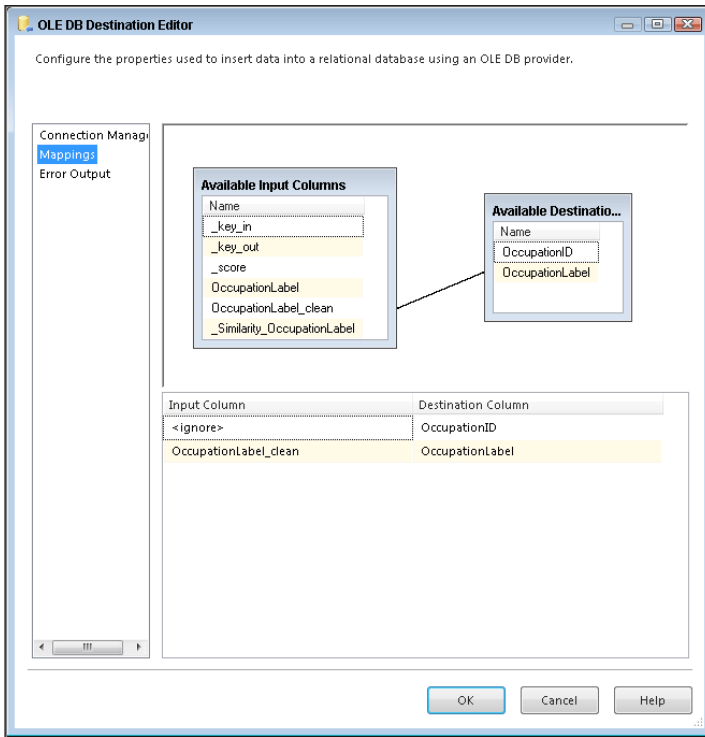 OLE DB Destination Editor
Configure the properties used to insert data into a relational database using an OLE DB provider.
Connection Manag
Mappings
Error Output
Available Input Columns
Name
_key_in
_key_out
_score
OccupationLabel
OccupationLabel_clean
_Similarity_OccupationLabel
Available Destinatio...
Name
OccupationID
OccupationLabel
Input Column Destination Column
<ignore> OccupationID
OccupationLabel_clean OccupationLabel
OK Cancel Help